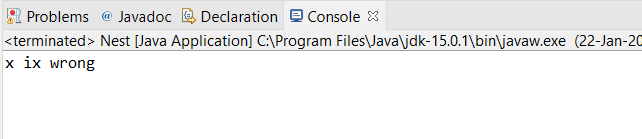 Problems @ Javadoc Declaration Console
<terminated> Nest [Java Application] C:\Program Files\Java\jdk-15.0.1\bin\javaw.exe (22-Jan-20
x ix wrong